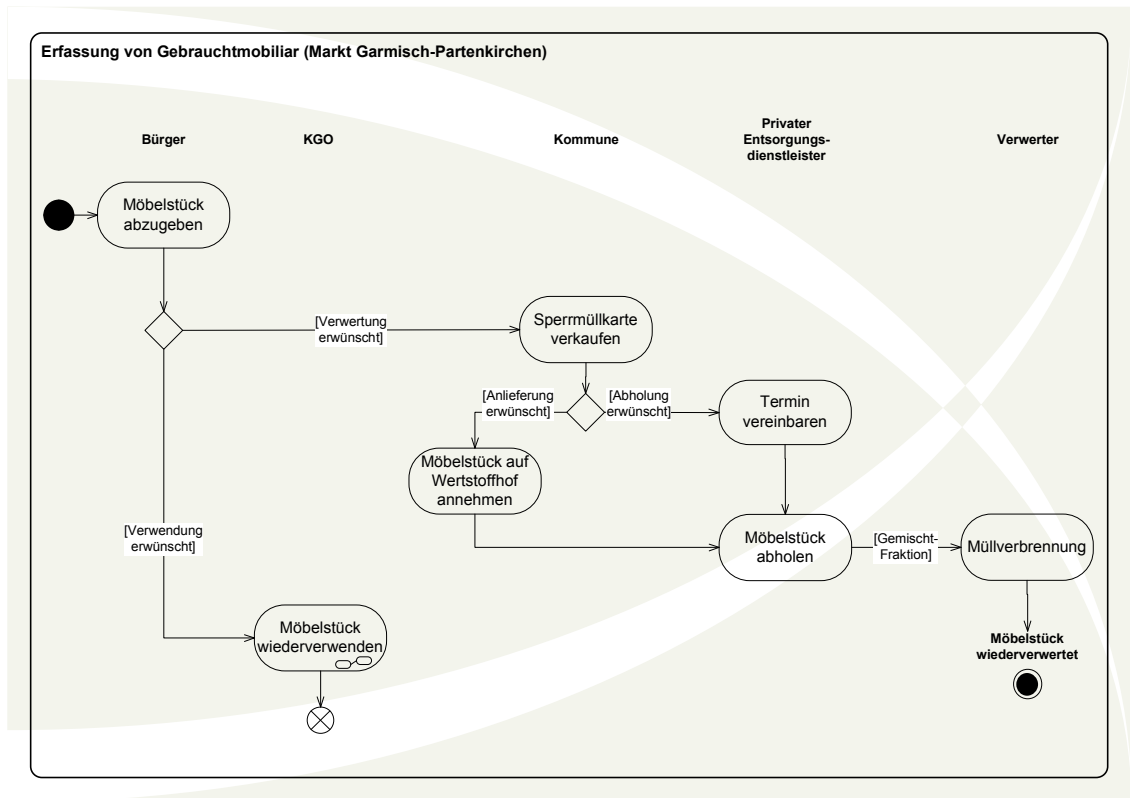 Erfassung von Gebrauchtmobiliar (Markt Garmisch-Partenkirchen)
Bürger
KGO
Kommune
Privater
Entsorgungs-
dienstleister
Verwerter
Möbelstück
abzugeben
[Verwertung
erwünscht]
Sperrmüllkarte
verkaufen
[Anlieferung
erwünscht]
[Abholung
erwünscht]
Termin
vereinbaren
Möbelstück auf
Wertstoffhof
annehmen
[Verwendung
erwünscht]
Möbelstück
abholen
[Gemischt-
Fraktion]
Müllverbrennung
Möbelstück
wiederverwenden
Möbelstück
wiederverwertet